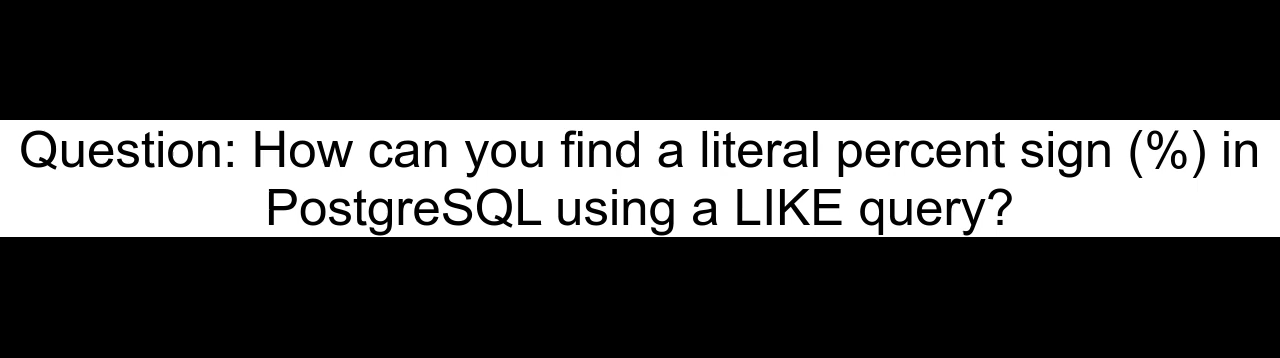 Question: How can you find a literal percent sign (%) in
PostgreSQL using a LIKE query?